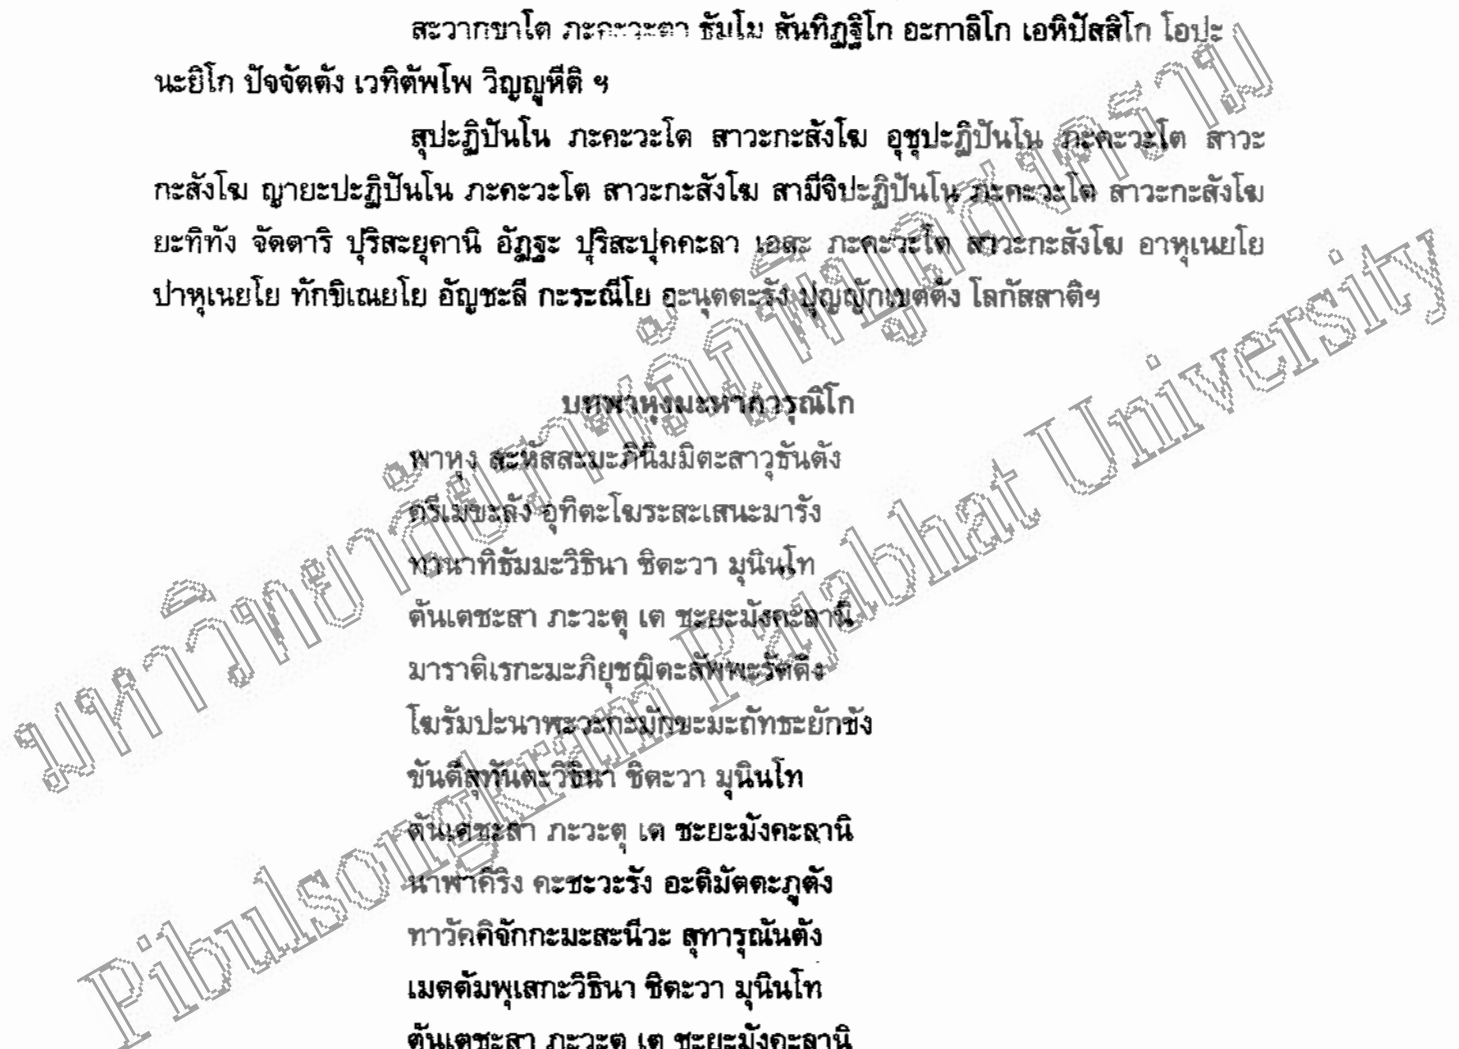 สะวากขาโต ภะคะวะตา ธัมโม สันทิฏฐิโก อะกาลิโก เอหิปัสสิโก โอปะ
นะยิโก ปัจจัตตัง เวทิตัพโพ วิญญูหีติ ฯ
สุปะฏิปันโน ภะคะวะโต สาวะกะสังโฆ อุชุปะฏิปันโน ภะคะวะโต สาวะ
กะสังโฆ ญายะปะฏิปันโน ภะคะวะโต สาวะกะสังโฆ สามีจิปะฏิปันโน ภะคะวะโต สาวะกะสังโฆ
ยะทิทัง จัตตาริ ปุริสะยุคานิ อัฏฐะ ปุริสะปุคคะลา เอสะ ภะคะวะโต สาวะกะสังโฆ อาหุเนยโย
ปาหุเนยโย ทักขิเณยโย อัญชะลี กะระณีโย อะนุตตะรัง ปุญญักเขตตัง โลกัสสาติฯ
บทพาหุงมะหาการุณิโก
พาหุง สะหัสสะมะภินิมมิตะสาวุธันตัง
ตรีเมขะลัง อุทิตะโฆระสะเสนะมารัง
ทานาทิธัมมะวิธินา ชิตะวา มุนินโท
ตันเตชะสา ภะวะตุ เต ชะยะมังคะลานิ
มาราติเรกะมะภิยุชฌิตะสัพพะรัตติง
โฆรัมปะนาฬะวะกะมักขะมะถัทธะยักขัง
ขันตีสุทันตะวิธินา ชิตะวา มุนินโท
ตันเตชะสา ภะวะตุ เต ชะยะมังคะลานิ
นาฬาคิริง คะชะวะรัง อะติมัตตะภูตัง
ทาวัคคิจักกะมะสะนีวะ สุทารุณันตัง
เมตตัมพุเสกะวิธินา ชิตะวา มุนินโท
ตันเตชะสา ภะวะตุ เต ชะยะมังคะลานิ
มหาวิทยาลัยราชภัฏพิบูลสงคราม
Pibulsongkram Rajabhat University